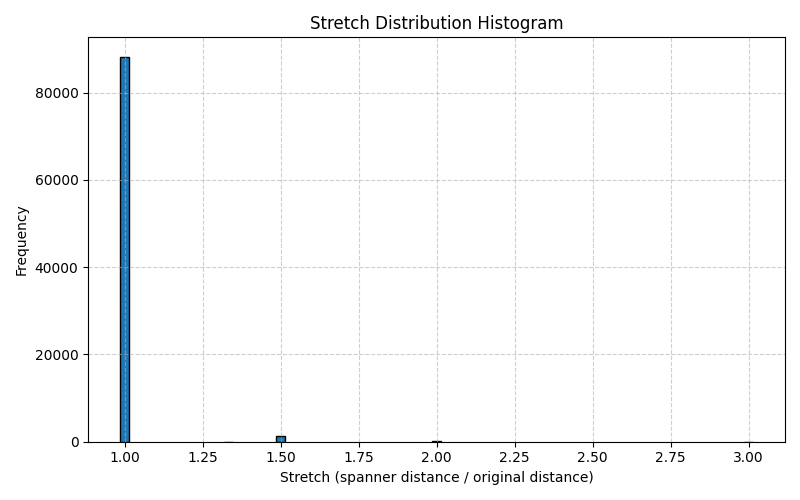 Stretch Distribution Histogram
80000
60000
40000
20000
0
Frequency
1.00 1.25 1.50 1.75 2.00 2.25 2.50 2.75 3.00
Stretch (spanner distance / original distance)